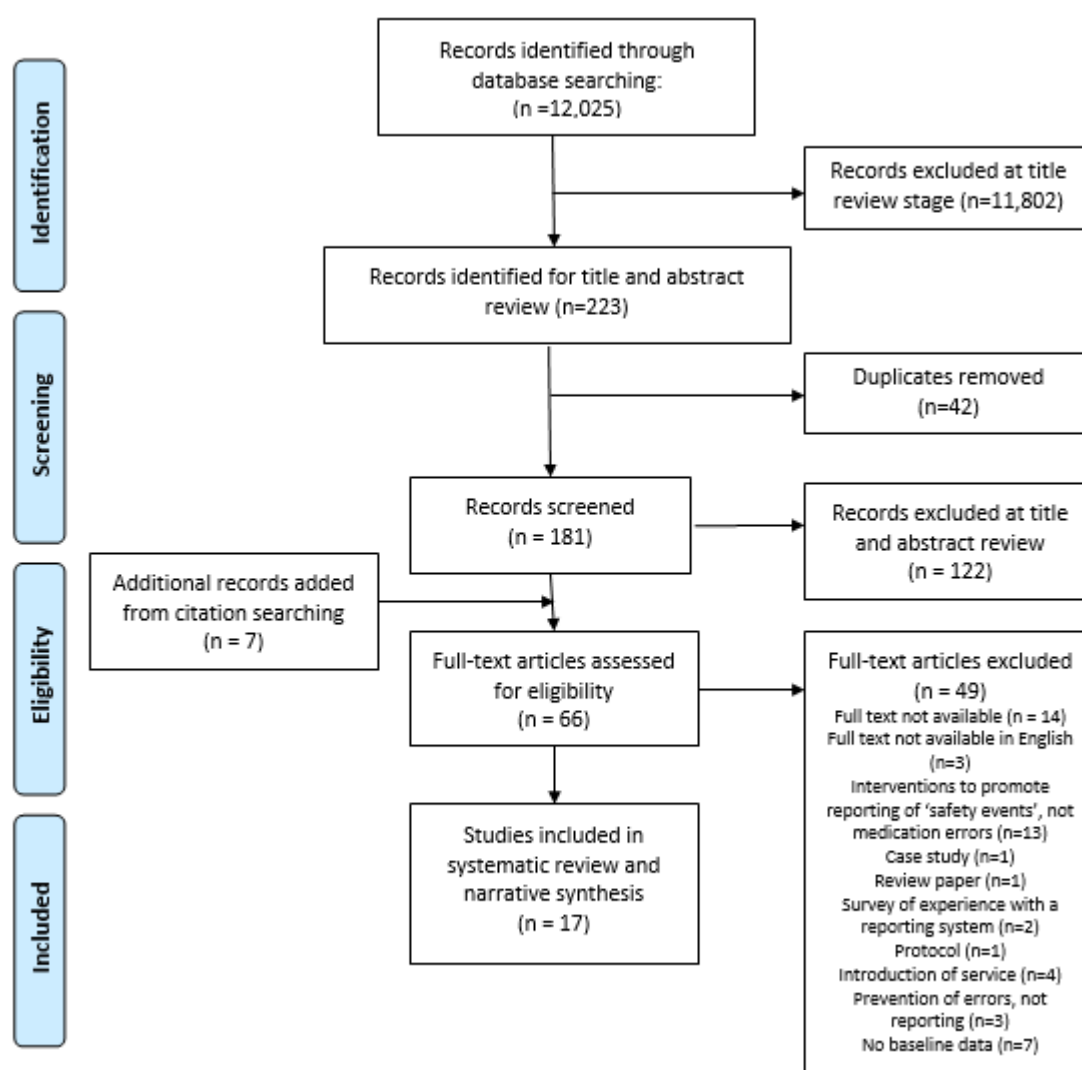 Identification
Records identified through
database searching:
(n =12,025)
Records excluded at title
review stage (n=11,802)
Records identified for title and abstract
review (n=223)
Screening
Duplicates removed
(n=42)
Records screened
(n = 181)
Records excluded at title
and abstract review
(n = 122)
Eligibility
Additional records added
from citation searching
(n = 7)
Full-text articles assessed
for eligibility
(n = 66)
Full-text articles excluded
(n = 49)
Full text not available (n = 14)
Full text not available in English
(n=3)
Interventions to promote
reporting of ‘safety events’, not
medication errors (n=13)
Case study (n=1)
Review paper (n=1)
Survey of experience with a
reporting system (n=2)
Protocol (n=1)
Introduction of service (n=4)
Prevention of errors, not
reporting (n=3)
No baseline data (n=7)
Included
Studies included in
systematic review and
narrative synthesis
(n = 17)